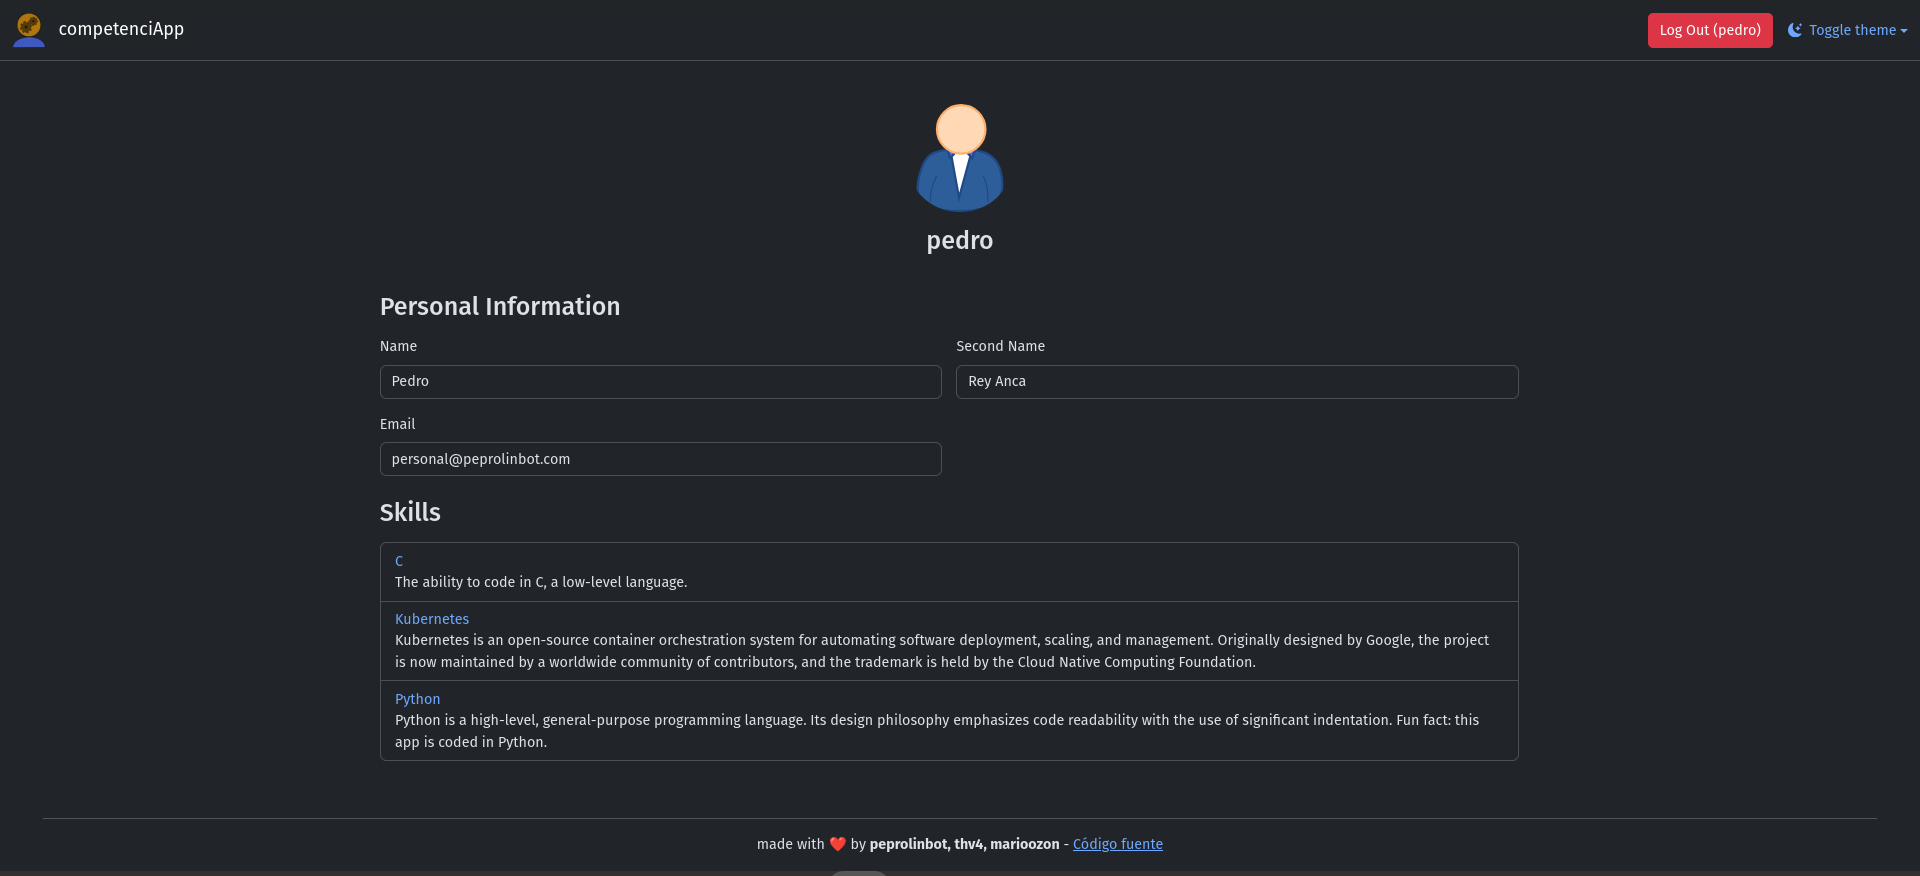 competenciApp
Log Out (pedro)
Toggle theme
pedro
Personal Information
Name
Second Name
Pedro
Rey Anca
Email
personal@peprolinbot.com
Skills
C
The ability to code in C, a low-level language.
Kubernetes
Kubernetes is an open-source container orchestration system for automating software deployment, scaling, and management. Originally designed by Google, the project
is now maintained by a worldwide community of contributors, and the trademark is held by the Cloud Native Computing Foundation.
Python
Python is a high-level, general-purpose programming language. Its design philosophy emphasizes code readability with the use of significant indentation. Fun fact: this
app is coded in Python.
made with ❤️ by peprolinbot, thv4, marioozon - Código fuente